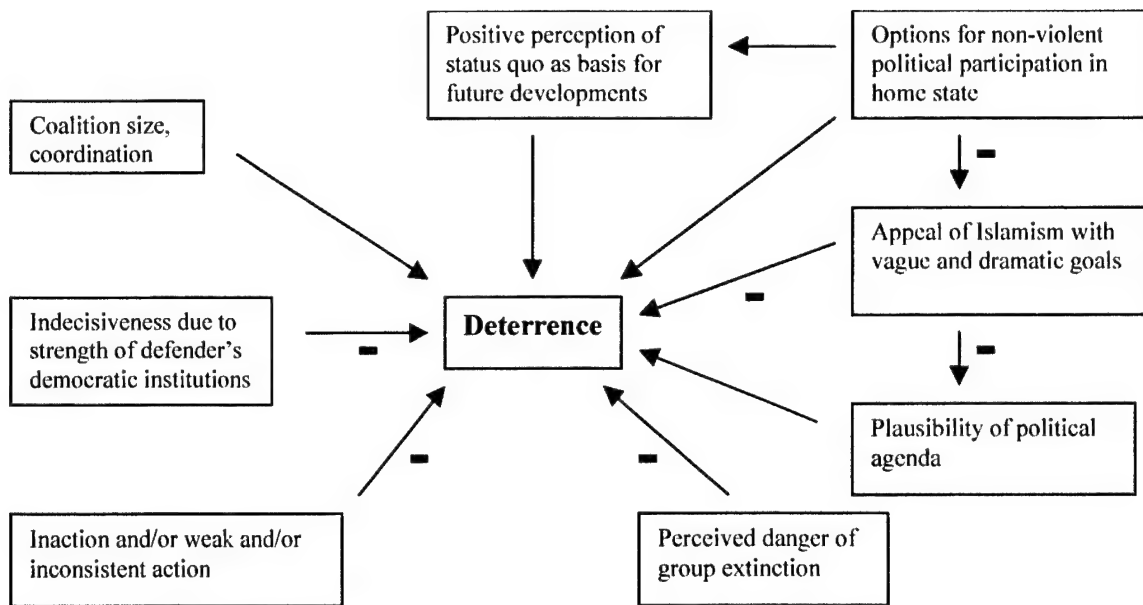 Positive perception of
status quo as basis for
future developments
Options for non-violent
political participation in
home state
Coalition size,
coordination
Appeal of Islamism with
vague and dramatic goals
Indecisiveness due to
strength of defender's
democratic institutions
Deterrence
Plausibility of political
agenda
Inaction and/or weak and/or
inconsistent action
Perceived danger of
group extinction